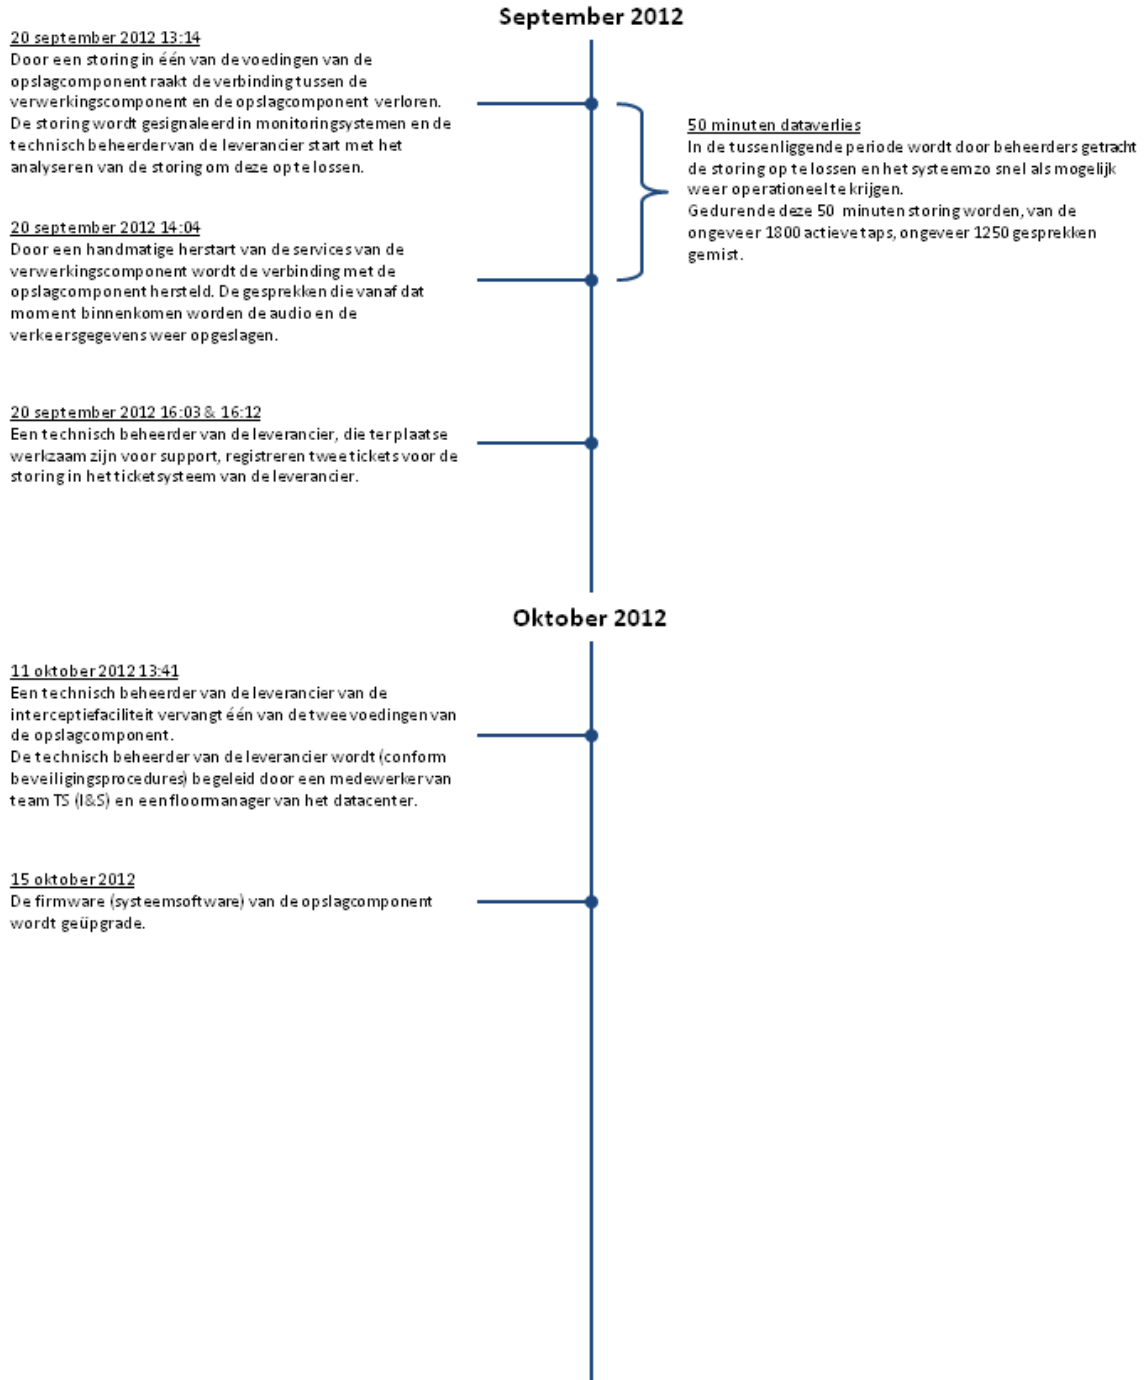 September 2012
20 september 2012 13:14
Door een storing in één van de voedingen van de
opslagcomponent raakt de verbinding tussen de
verwerkingscomponent en de opslagcomponent verloren.
De storing wordt gesignaleerd in monitoringsystemen en de
technisch beheerder van de leverancier start met het
analyseren van de storing om deze op te lossen.
50 minuten dataverlies
In de tussenliggende periode wordt door beheerders getracht
de storing op te lossen en het systeem zo snel als mogelijk
weer operationeel te krijgen.
Gedurende deze 50 minuten storing worden, van de
ongeveer 1800 actieve taps, ongeveer 1250 gesprekken
gemist.
20 september 2012 14:04
Door een handmatige herstart van de services van de
verwerkingscomponent wordt de verbinding met de
opslagcomponent hersteld. De gesprekken die vanaf dat
moment binnenkomen worden de audio en de
verkeersgegevens weer opgeslagen.
20 september 2012 16:03 & 16:12
Een technisch beheerder van de leverancier, die ter plaatse
werkzaam zijn voor support, registreren twee tickets voor de
storing in het ticketsysteem van de leverancier.
Oktober 2012
11 oktober 2012 13:41
Een technisch beheerder van de leverancier van de
interceptiefaciliteit vervangt één van de twee voedingen van
de opslagcomponent.
De technisch beheerder van de leverancier wordt (conform
beveiligingsprocedures) begeleid door een medewerker van
team TS (I&S) en een floormanager van het datacenter.
15 oktober 2012
De firmware (systeemsoftware) van de opslagcomponent
wordt geüpgrade.